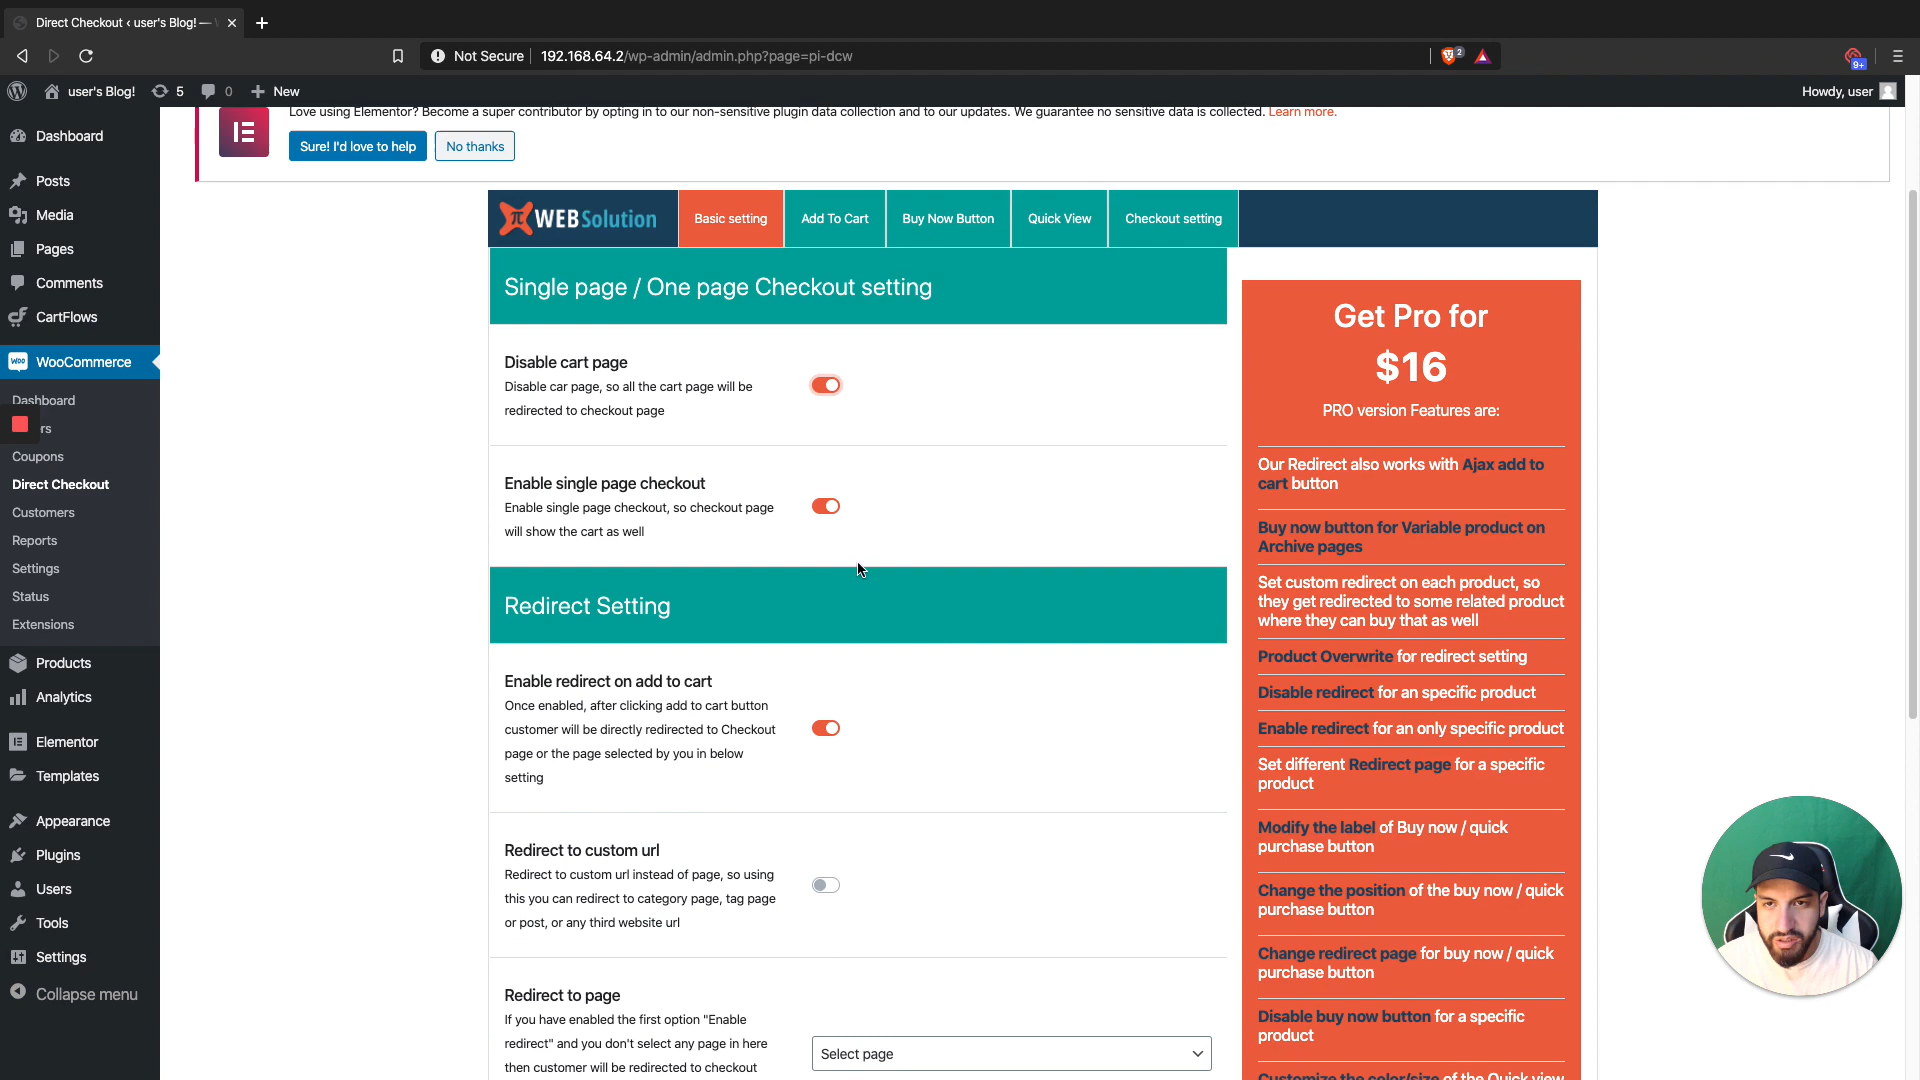 Direct Checkout ‹ user's Blog! —
Not Secure
192.168.64.2/wp-admin/admin.php?page=pi-dcw
2
9+
user's Blog!
5
0
New
Howdy, user
Dashboard
Posts
Media
Pages
Comments
CartFlows
WooCommerce
Dashboard
rs
Coupons
Direct Checkout
Customers
Reports
Settings
Status
Extensions
Products
Analytics
Elementor
Templates
Appearance
Plugins
Users
Tools
Settings
Collapse menu
Love using Elementor? Become a super contributor by opting in to our non-sensitive plugin data collection and to our updates. We guarantee no sensitive data is collected. Learn more.
Sure! I'd love to help
No thanks
WEBSolution
Basic setting
Add To Cart
Buy Now Button
Quick View
Checkout setting
Single page / One page Checkout setting
Disable cart page
Disable car page, so all the cart page will be
redirected to checkout page
Enable single page checkout
Enable single page checkout, so checkout page
will show the cart as well
Redirect Setting
Enable redirect on add to cart
Once enabled, after clicking add to cart button
customer will be directly redirected to Checkout
page or the page selected by you in below
setting
Redirect to custom url
Redirect to custom url instead of page, so using
this you can redirect to category page, tag page
or post, or any third website url
Redirect to page
If you have enabled the first option "Enable
redirect" and you don't select any page in here
then customer will be redirected to checkout
Select page
Get Pro for
$16
PRO version Features are:
Our Redirect also works with Ajax add to
cart button
Buy now button for Variable product on
Archive pages
Set custom redirect on each product, so
they get redirected to some related product
where they can buy that as well
Product Overwrite for redirect setting
Disable redirect for an specific product
Enable redirect for an only specific product
Set different Redirect page for a specific
product
Modify the label of Buy now / quick
purchase button
Change the position of the buy now / quick
purchase button
Change redirect page for buy now / quick
purchase button
Disable buy now button for a specific
product
Customize the color/size of the Quick view